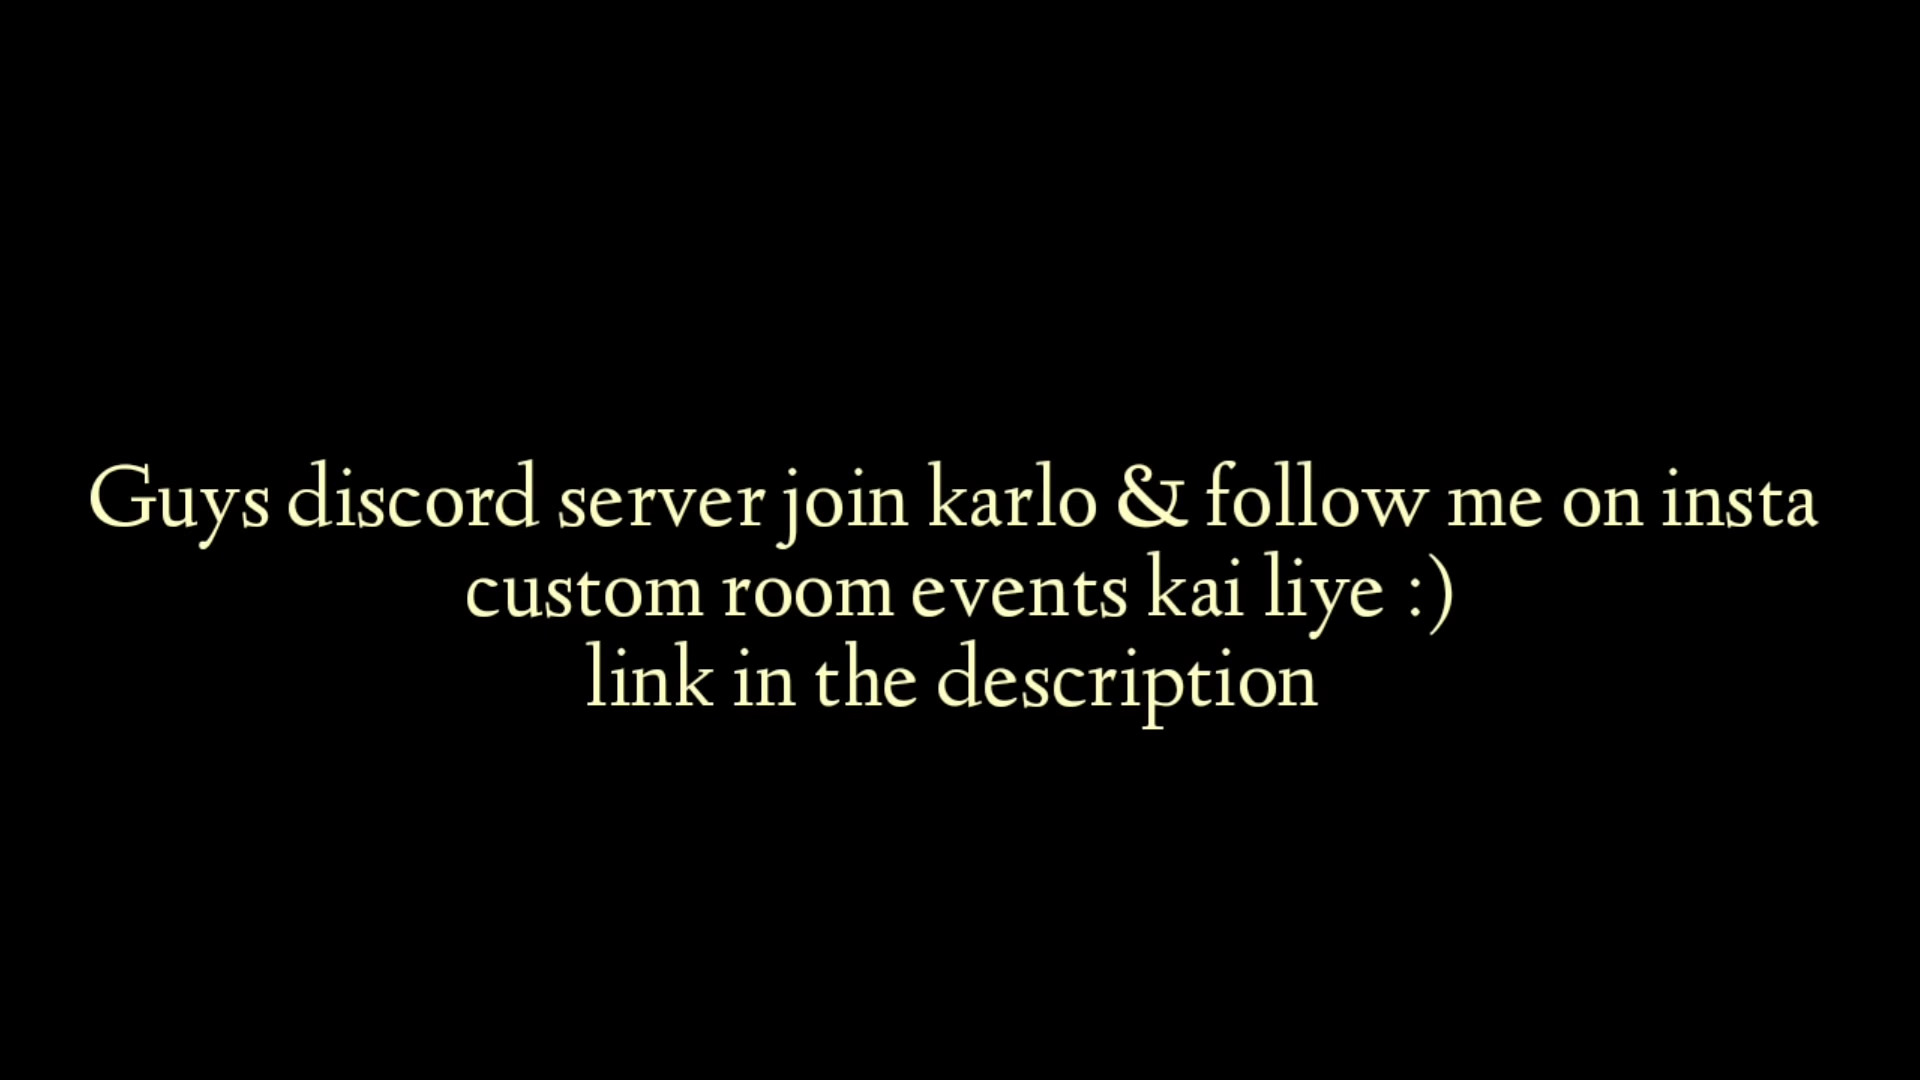 Guys discord server join karlo & follow me on insta
custom room events kai liye :)
link in the description